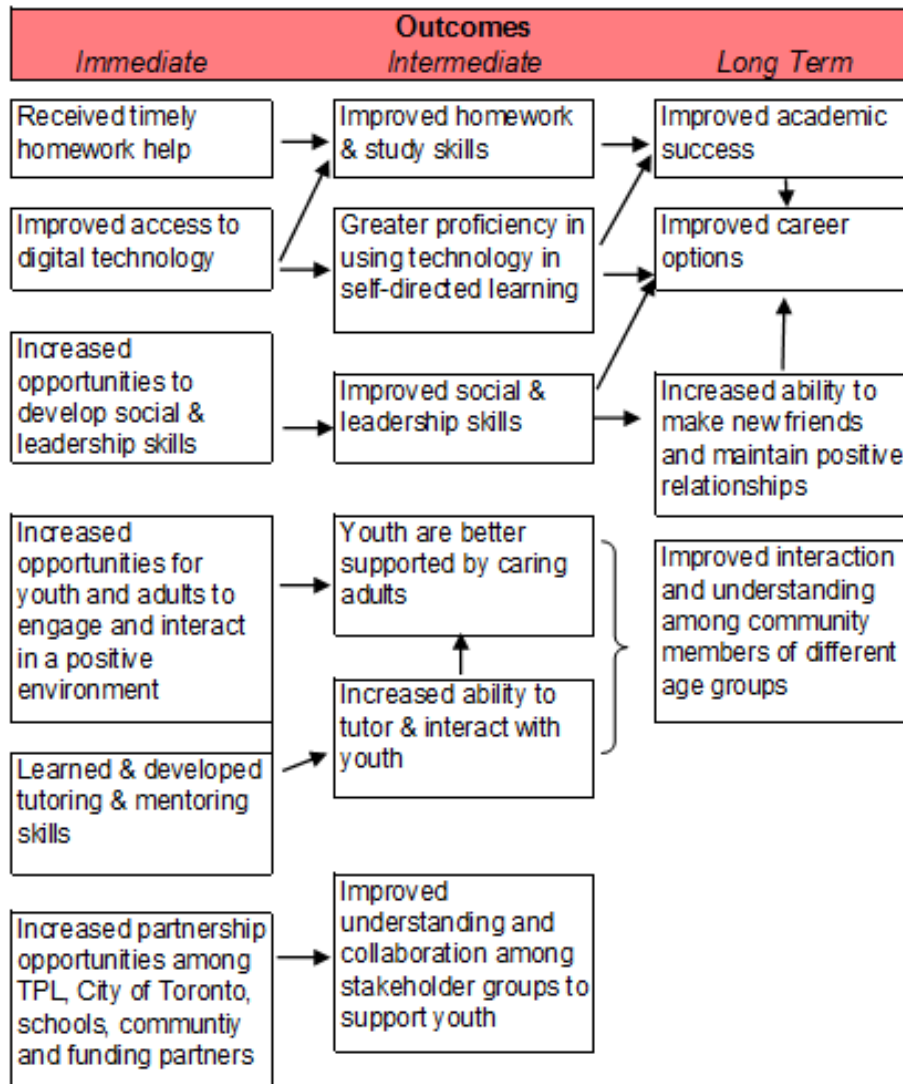 Outcomes
Immediate
Intermediate
Long Term
Received timely
homework help
Improved homework
& study skills
Improved academic
success
Improved access to
digital technology
Greater proficiency in
using technology in
self-directed learning
Improved career
options
Increased
opportunities to
develop social &
leadership skills
Improved social &
leadership skills
Increased ability to
make new friends
and maintain positive
relationships
Increased
opportunities for
youth and adults to
engage and interact
in a positive
environment
Youth are better
supported by caring
adults
Improved interaction
and understanding
among community
members of different
age groups
Learned & developed
tutoring & mentoring
skills
Increased ability to
tutor & interact with
youth
Increased partnership
opportunities among
TPL, City of Toronto,
schools, communtiy
and funding partners
Improved
understanding and
collaboration among
stakeholder groups to
support youth